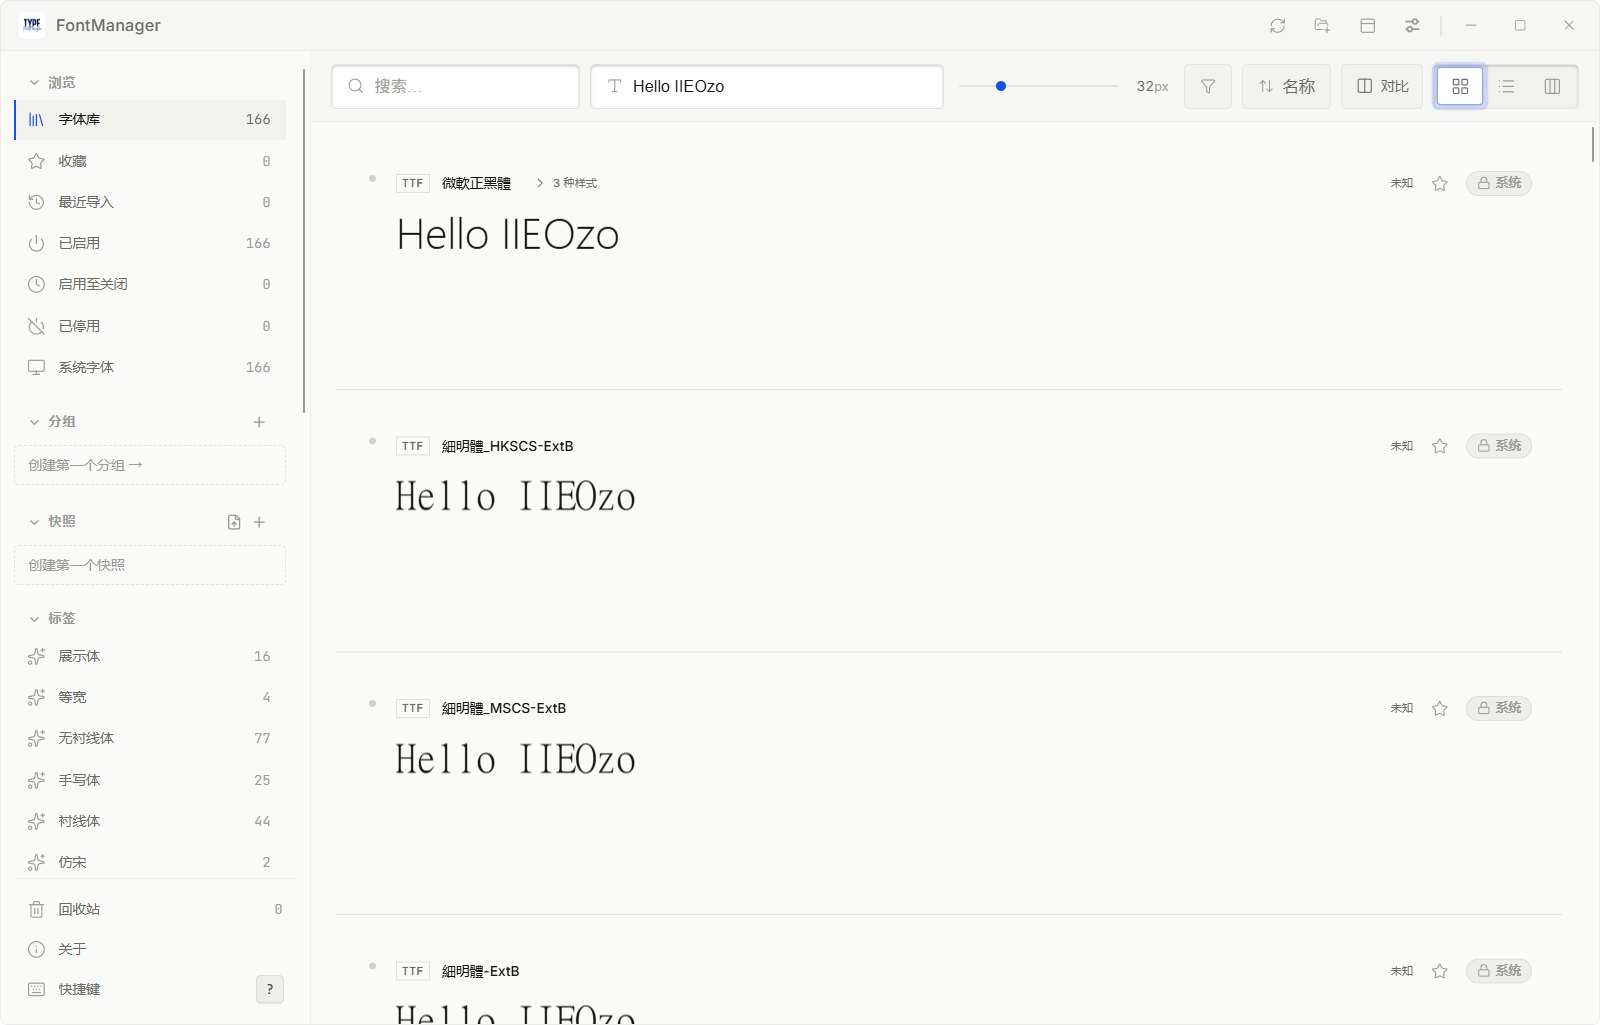 TYPE
FontManager
浏览
字体库 166
收藏 0
最近导入 0
已启用 166
启用至关闭 0
已停用 0
系统字体 166
分组
创建第一个分组 →
快照
创建第一个快照
标签
展示体 16
等宽 4
无衬线体 77
手写体 25
衬线体 44
仿宋 2
回收站 0
关于
快捷键 ?
搜索... Hello IIEOzo 32px 名称 对比
TTF 微軟正黑體 3 种样式 未知 系统
Hello IIEOzo
TTF 細明體_HKSCS-ExtB 未知 系统
Hello IIEOzo
TTF 細明體_MSCS-ExtB 未知 系统
Hello IIEOzo
TTF 細明體-ExtB 未知 系统
Hello IIEOzo